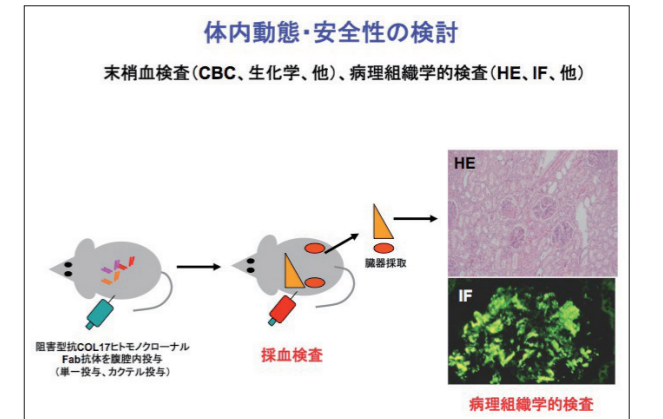 体内動態・安全性の検討
末梢血検査(CBC、生化学、他)、病理組織学的検査(HE、IF、他)
HE
臓器採取
IF
阻害型抗COL17ヒトモノクローナル
Fab抗体を腹腔内投与
(単一投与、カクテル投与)
採血検査
病理組織学的検査